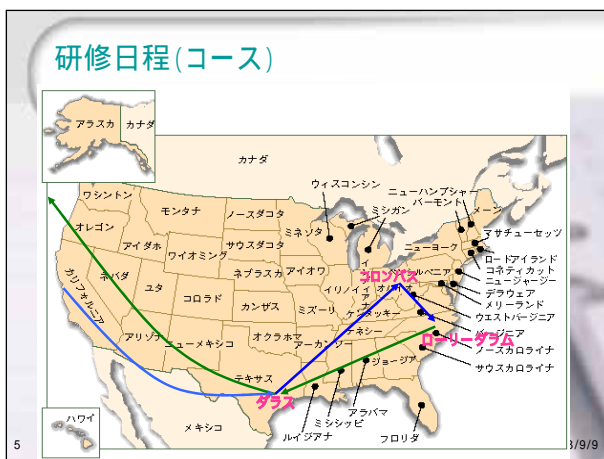 研修日程(コース)
アラスカ
カナダ
カナダ
ワシントン
モンタナ
ノースダコタ
ミネソタ
ウィスコンシン
ミシガン
ニューハンプシャー
バーモント
メーン
オレゴン
アイダホ
ワイオミング
サウスダコタ
マサチューセッツ
ニューヨーク
ロードアイランド
コネティカット
ニュージャージー
デラウェア
メリーランド
ウエストバージニア
バージニア
カリフォルニア
ネバダ
ユタ
コロラド
ネブラスカ
アイオワ
カンザス
ミズーリ
コロンバス
ローリーダラム
ノースカロライナ
サウスカロライナ
アリゾナ
ニューメキシコ
オクラホマ
アーカンソー
ジョージア
テキサス
ダラス
ハワイ
メキシコ
ルイジアナ
ミシシッピ
アラバマ
フロリダ
5
/9/9